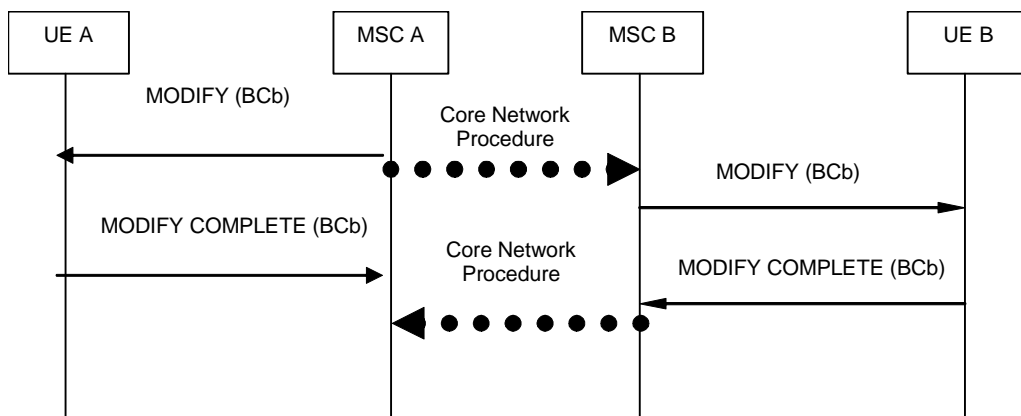 UE A
MSC A
MSC B
UE B
MODIFY (BCb)
Core Network
Procedure
MODIFY (BCb)
MODIFY COMPLETE (BCb)
Core Network
Procedure
MODIFY COMPLETE (BCb)